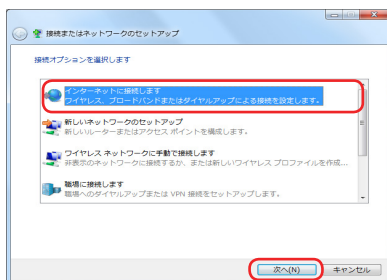 接続またはネットワークのセットアップ
接続オプションを選択します
インターネットに接続します
ワイヤレス、ブロードバンドまたはダイヤルアップによる接続を設定します。
新しいネットワークのセットアップ
新しいルーターまたはアクセス ポイントを構成します。
ワイヤレス ネットワークに手動で接続します
非表示のネットワークに接続するか、または新しいワイヤレス プロファイルを作成...
職場に接続します
職場へのダイヤルアップまたは VPN 接続をセットアップします。
次へ(N)
キャンセル